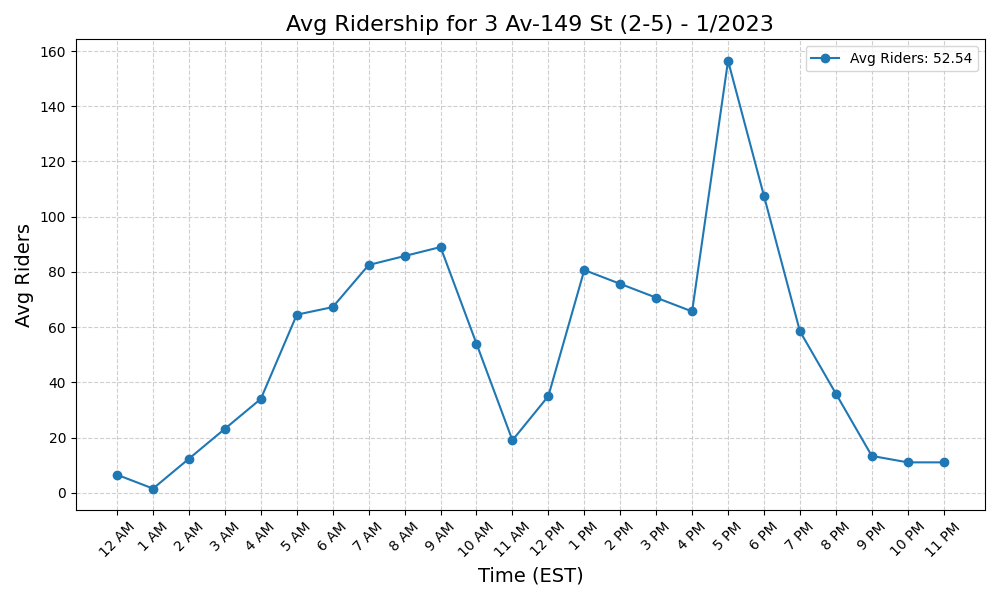 Avg Ridership for 3 Av-149 St (2-5) - 1/2023
Avg Riders: 52.54
Avg Riders
160
140
120
100
80
60
40
20
0
12 AM
1 AM
2 AM
3 AM
4 AM
5 AM
6 AM
7 AM
8 AM
9 AM
10 AM
11 AM
12 PM
1 PM
2 PM
3 PM
4 PM
5 PM
6 PM
7 PM
8 PM
9 PM
10 PM
11 PM
Time (EST)